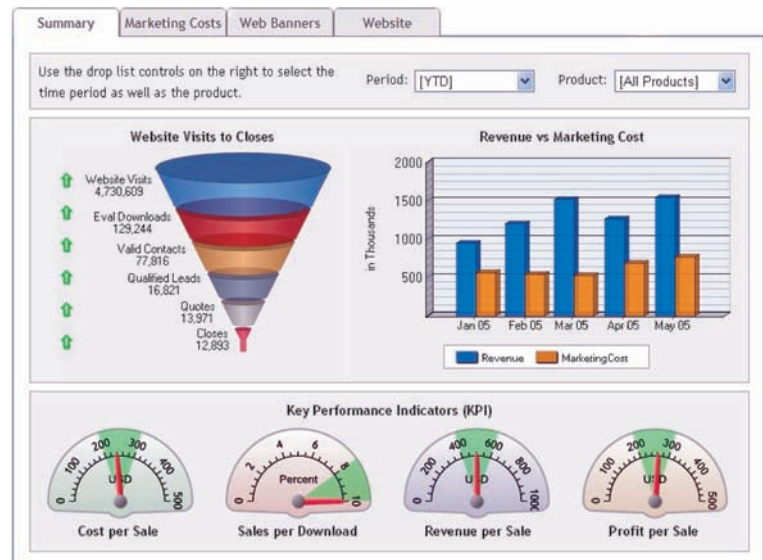 Summary
Marketing Costs
Web Banners
Website
Use the drop list controls on the right to select the
time period as well as the product.
Period:
[YTD]
Product:
[All Products]
Website Visits to Closes
Website Visits
4,730,609
Eval Downloads
129,244
Valid Contacts
77,816
Qualified Leads
16,821
Quotes
13,971
Closes
12,893
Revenue vs Marketing Cost
in Thousands
2000
1500
1000
500
Jan 05
Feb 05
Mar 05
Apr 05
May 05
Revenue
MarketingCost
Key Performance Indicators (KPI)
0 100 200 300 400 500
USD
Cost per Sale
0 2 4 6 8 10
Percent
Sales per Download
0 200 400 600 800 1000
USD
Revenue per Sale
0 100 200 300 400 500
USD
Profit per Sale